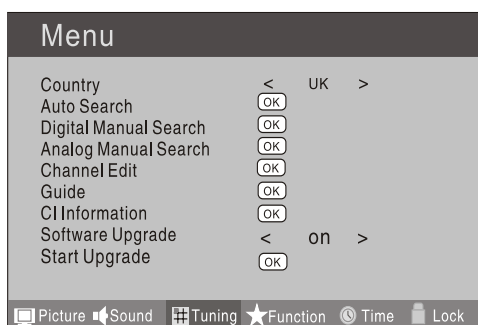 Menu
Country < UK >
Auto Search OK
Digital Manual Search OK
Analog Manual Search OK
Channel Edit OK
Guide OK
CI Information OK
Software Upgrade < on >
Start Upgrade OK
Picture Sound Tuning Function Time Lock